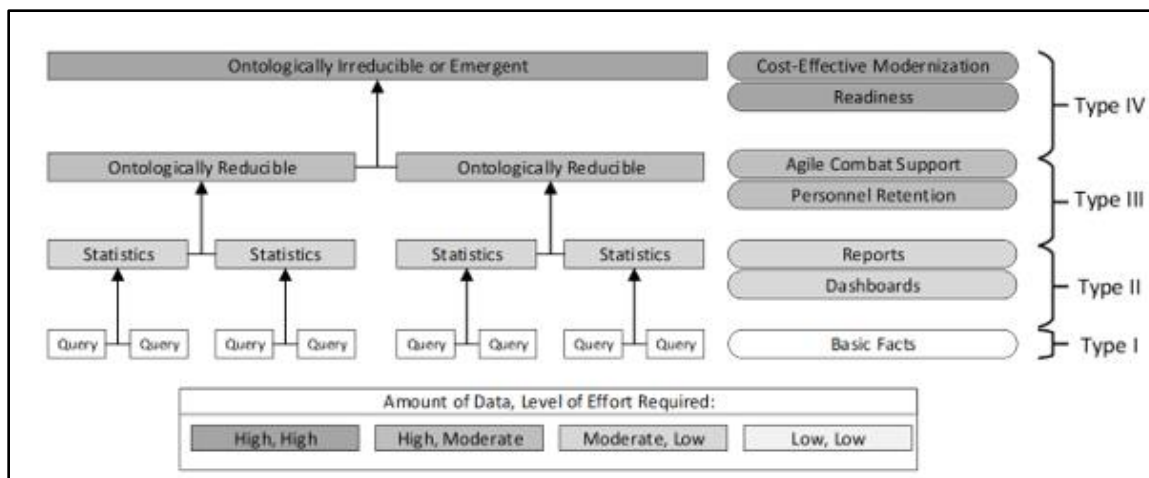 Ontologically Irreducible or Emergent
Cost-Effective Modernization
Readiness
Type IV
Ontologically Reducible
Ontologically Reducible
Agile Combat Support
Personnel Retention
Type III
Statistics
Statistics
Statistics
Statistics
Reports
Dashboards
Type II
Query
Query
Query
Query
Query
Query
Query
Query
Basic Facts
Type I
Amount of Data, Level of Effort Required:
High, High
High, Moderate
Moderate, Low
Low, Low